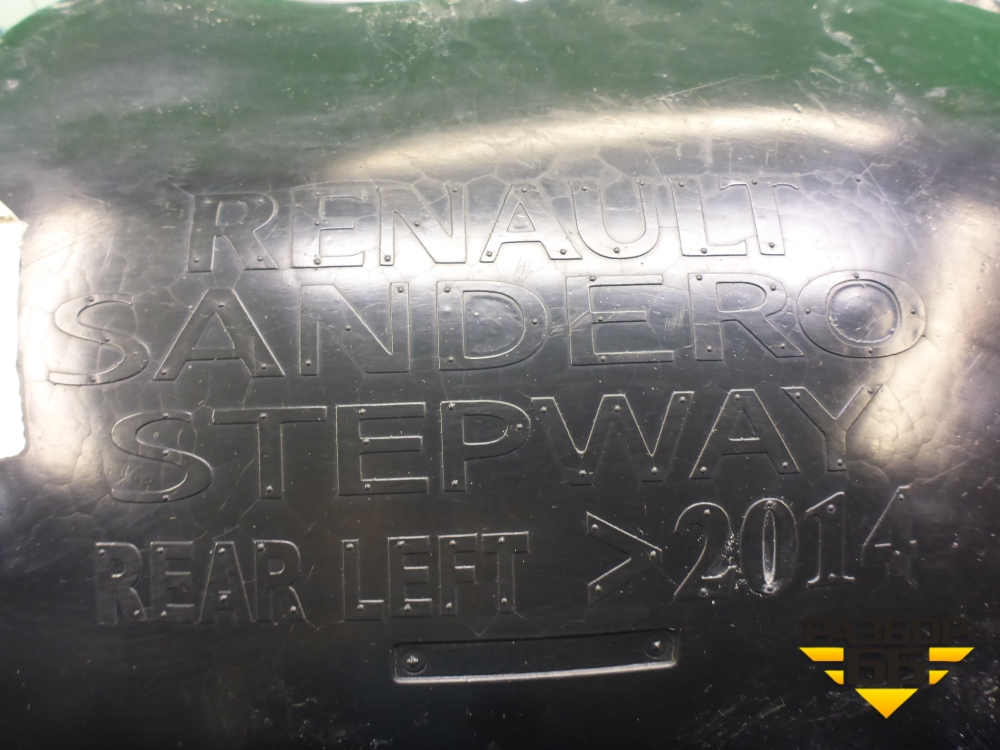 RENAULT
SANDERO
STEPWAY
REAR LEFT >2014
РАЗБОР
66